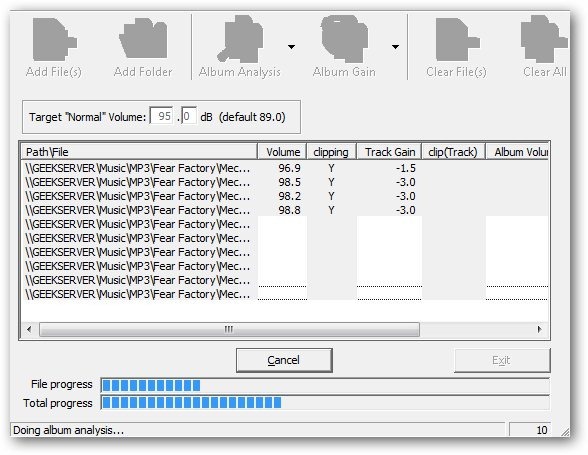 Add File(s) Add Folder Album Analysis Album Gain Clear File(s) Clear All
Target "Normal" Volume: 95 . 0 dB (default 89.0)
Path\File Volume clipping Track Gain clip(Track) Album Volu
\\GEEKSERVER\Music\MP3\Fear Factory\Mec... 96.9 Y -1.5
\\GEEKSERVER\Music\MP3\Fear Factory\Mec... 98.5 Y -3.0
\\GEEKSERVER\Music\MP3\Fear Factory\Mec... 98.2 Y -3.0
\\GEEKSERVER\Music\MP3\Fear Factory\Mec... 98.8 Y -3.0
\\GEEKSERVER\Music\MP3\Fear Factory\Mec...
\\GEEKSERVER\Music\MP3\Fear Factory\Mec...
\\GEEKSERVER\Music\MP3\Fear Factory\Mec...
\\GEEKSERVER\Music\MP3\Fear Factory\Mec...
\\GEEKSERVER\Music\MP3\Fear Factory\Mec...
\\GEEKSERVER\Music\MP3\Fear Factory\Mec...
Cancel Exit
File progress
Total progress
Doing album analysis... 10